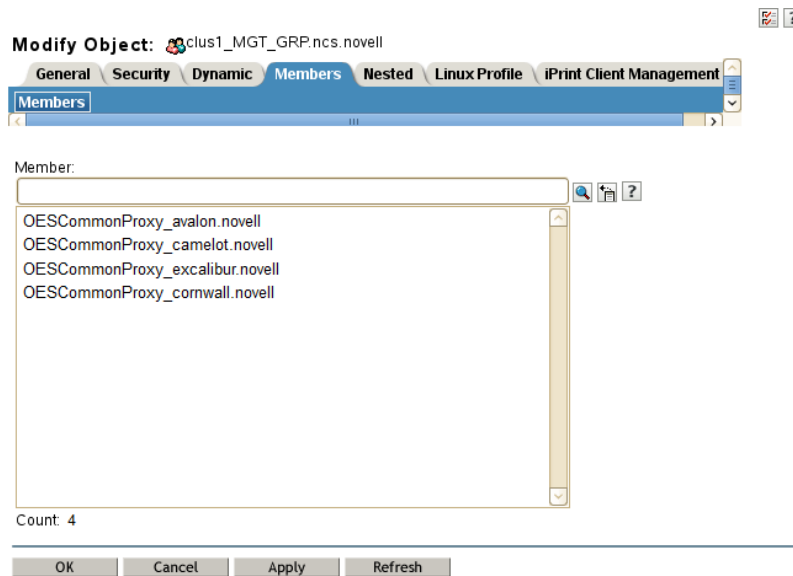 Modify Object: clus1_MGT_GRP.ncs.novell
General Security Dynamic Members Nested Linux Profile iPrint Client Management
Members
Member:
?
OESCommonProxy_avalon.novell
OESCommonProxy_camelot.novell
OESCommonProxy_excalibur.novell
OESCommonProxy_cornwall.novell
Count: 4
OK Cancel Apply Refresh